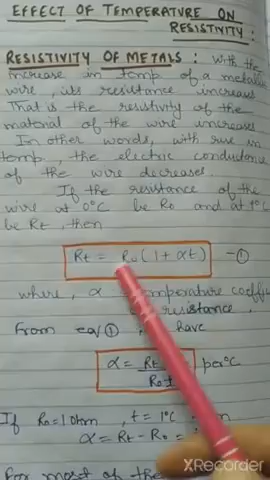 EFFECT OF TEMPERATURE ON
RESISTIVITY :
RESISTIVITY OF METALS : With the
increase in temp of a metallic
wire, its resistance increases
That is the resistivity of the
material of the wire increases
In other words, with rise in
temp, the electric conductance
of the wire decreases.
If the resistance of the
wire at 0°C be R0 and at t°C
be Rt, then
Rt = R0 (1 + αt) -①
where, α = temperature coeffi
resistance.
From eq ① have
α = Rt per°C
R0 t
If R0 = 1 ohm, t = 1°C
α = Rt - R0 =
For most of the
XRecorder